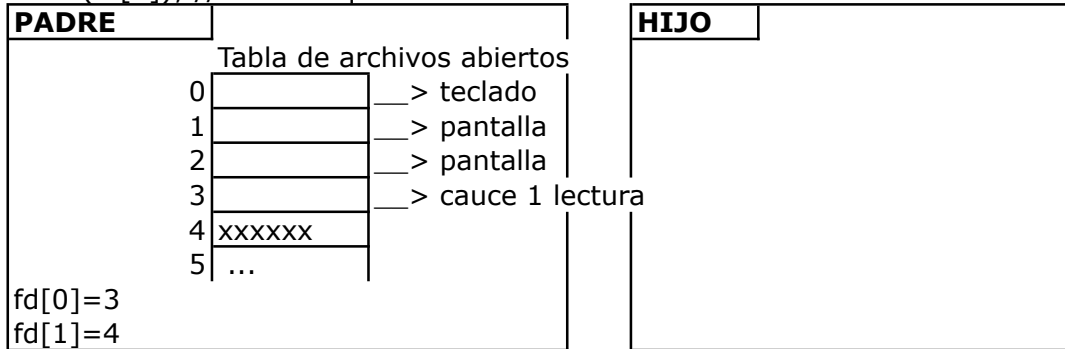 PADRE
HIJO
Tabla de archivos abiertos
0 __> teclado
1 __> pantalla
2 __> pantalla
3 __> cauce 1 lectura
4 xxxxxx
5 ...
fd[0]=3
fd[1]=4